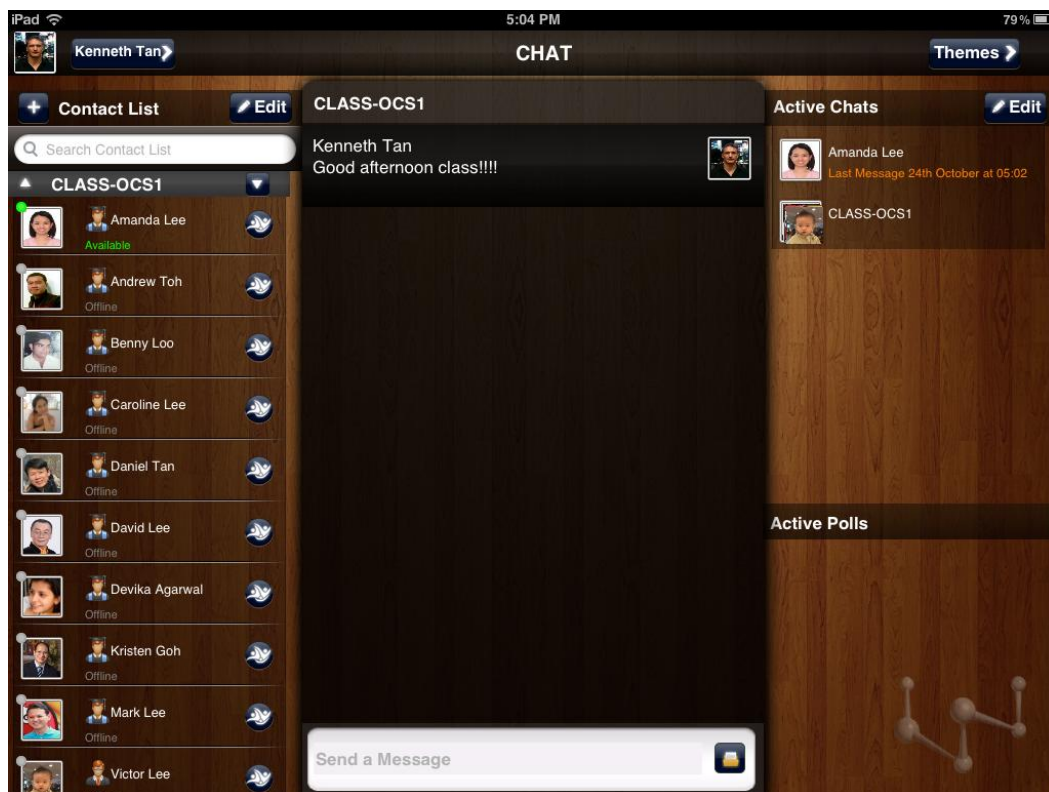 iPad 5:04 PM 79%
Kenneth Tan CHAT Themes
Contact List Edit
Search Contact List
CLASS-OCS1
Amanda Lee
Available
Andrew Toh
Offline
Benny Loo
Offline
Caroline Lee
Offline
Daniel Tan
Offline
David Lee
Offline
Devika Agarwal
Offline
Kristen Goh
Offline
Mark Lee
Offline
Victor Lee
CLASS-OCS1
Kenneth Tan
Good afternoon class!!!!
Send a Message
Active Chats Edit
Amanda Lee
Last Message 24th October at 05:02
CLASS-OCS1
Active Polls